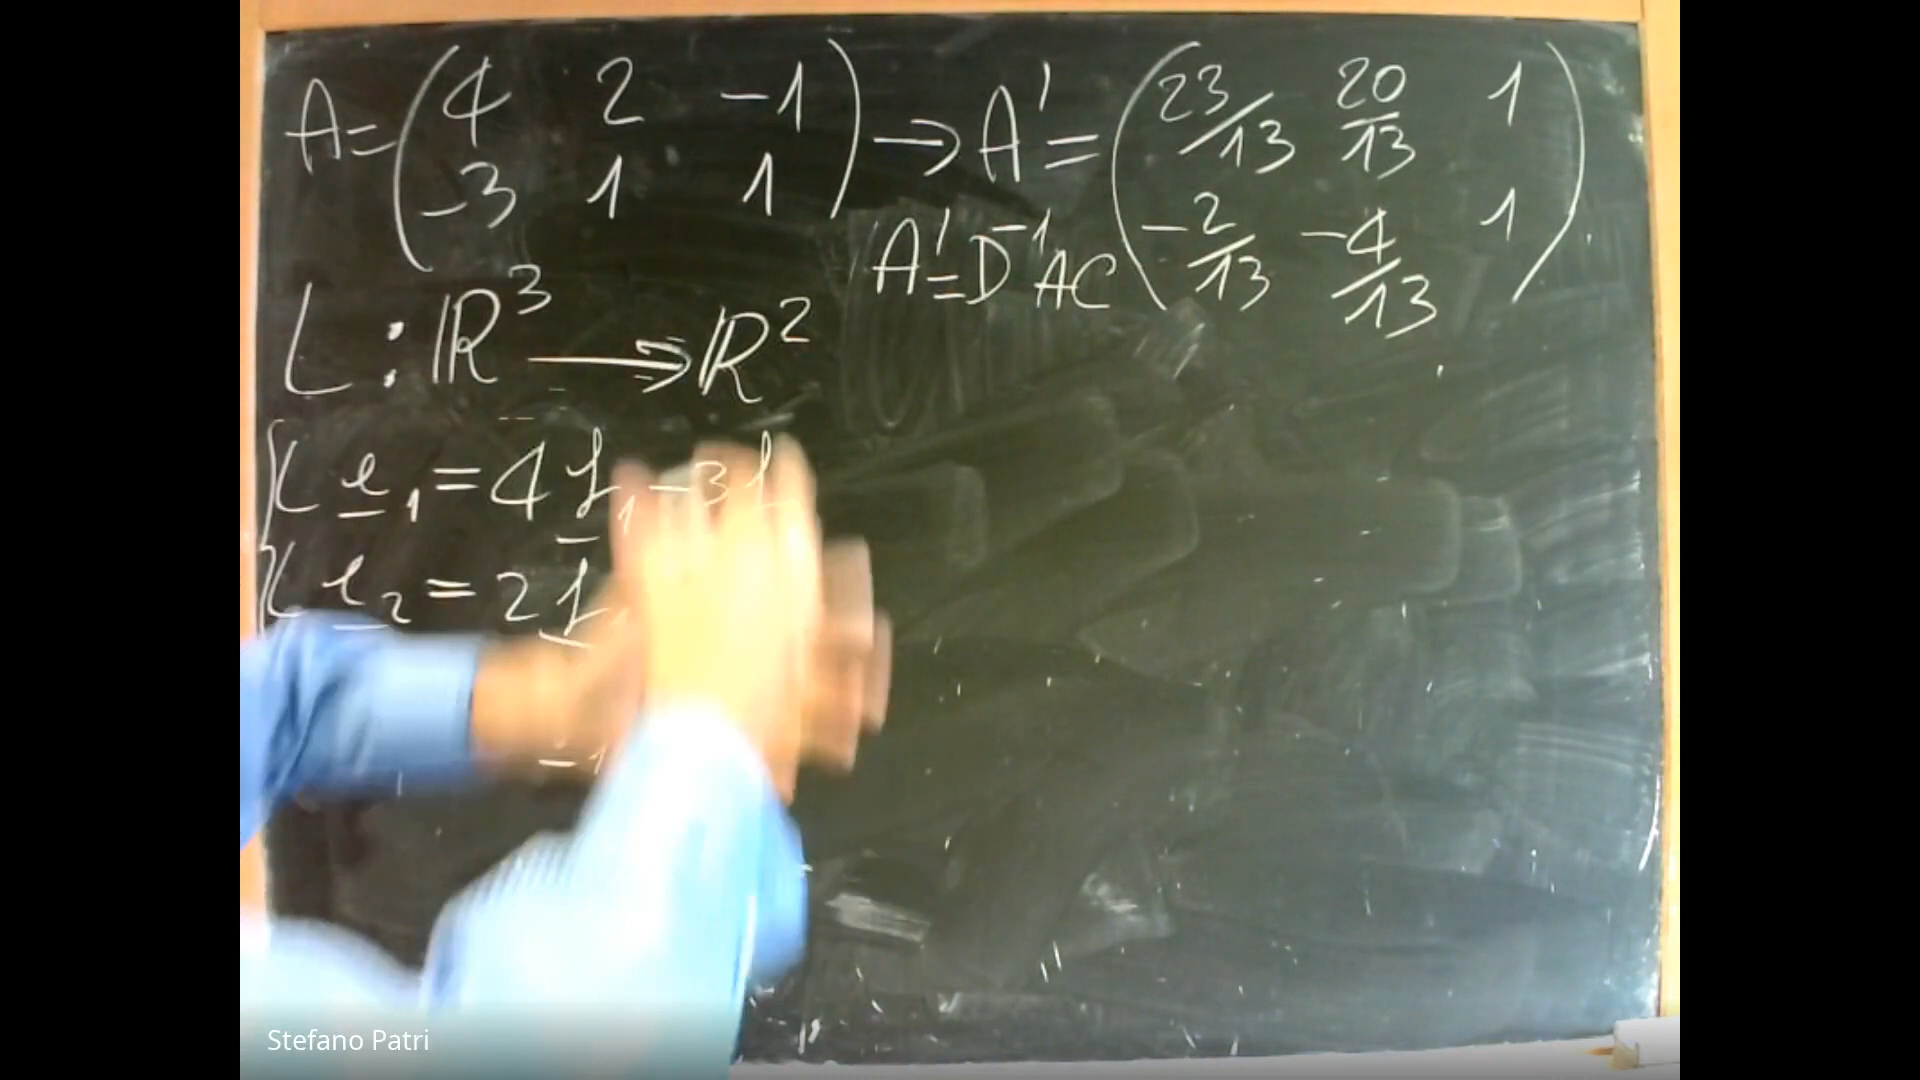 A = ( 4 2 -1 ) → A' = ( 23/13 20/13 1 )
( -3 1 1 ) ( -2/13 -4/13 1 ).
A' = D⁻¹AC
L : ℝ³ → ℝ²
{ L e₁ = 4 f₁ - 3 f
L e₂ = 2 f
Stefano Patri